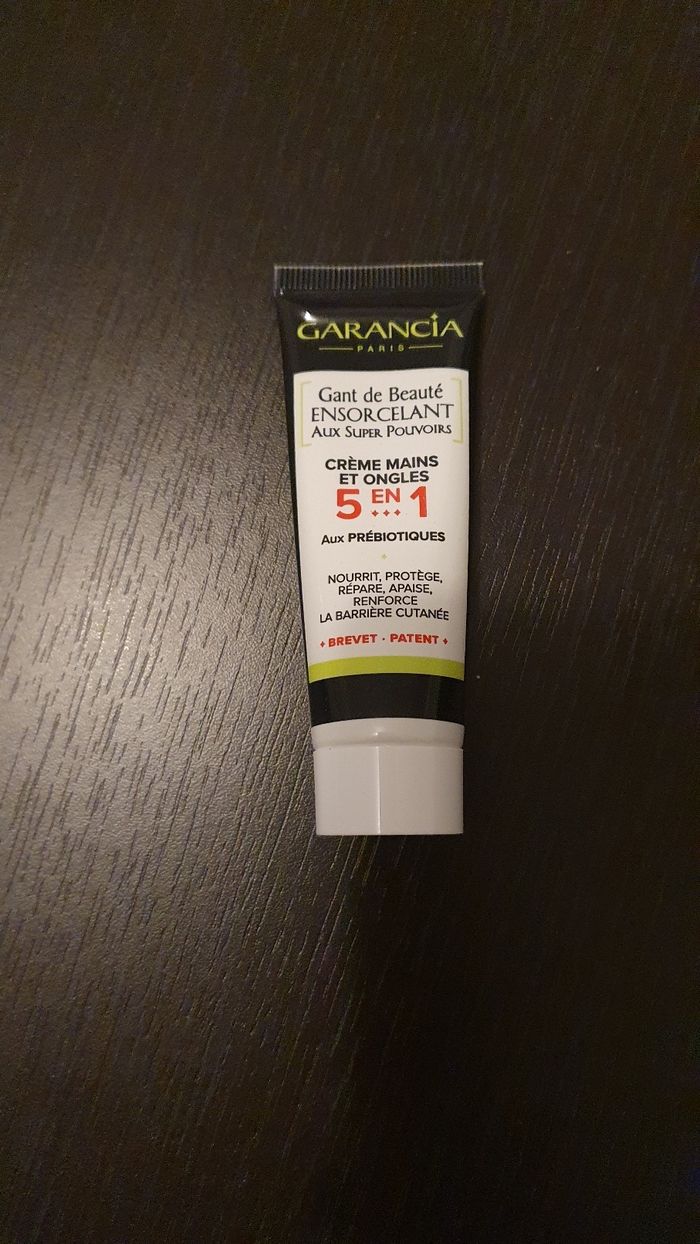 GARANCIA
PARIS
Gant de Beauté
ENSORCELANT
AUX SUPER POUVOIRS
CRÈME MAINS
ET ONGLES
5 EN 1
Aux PRÉBIOTIQUES
NOURRIT, PROTÈGE,
RÉPARE, APAISE,
RENFORCE
LA BARRIÈRE CUTANÉE
BREVET · PATENT